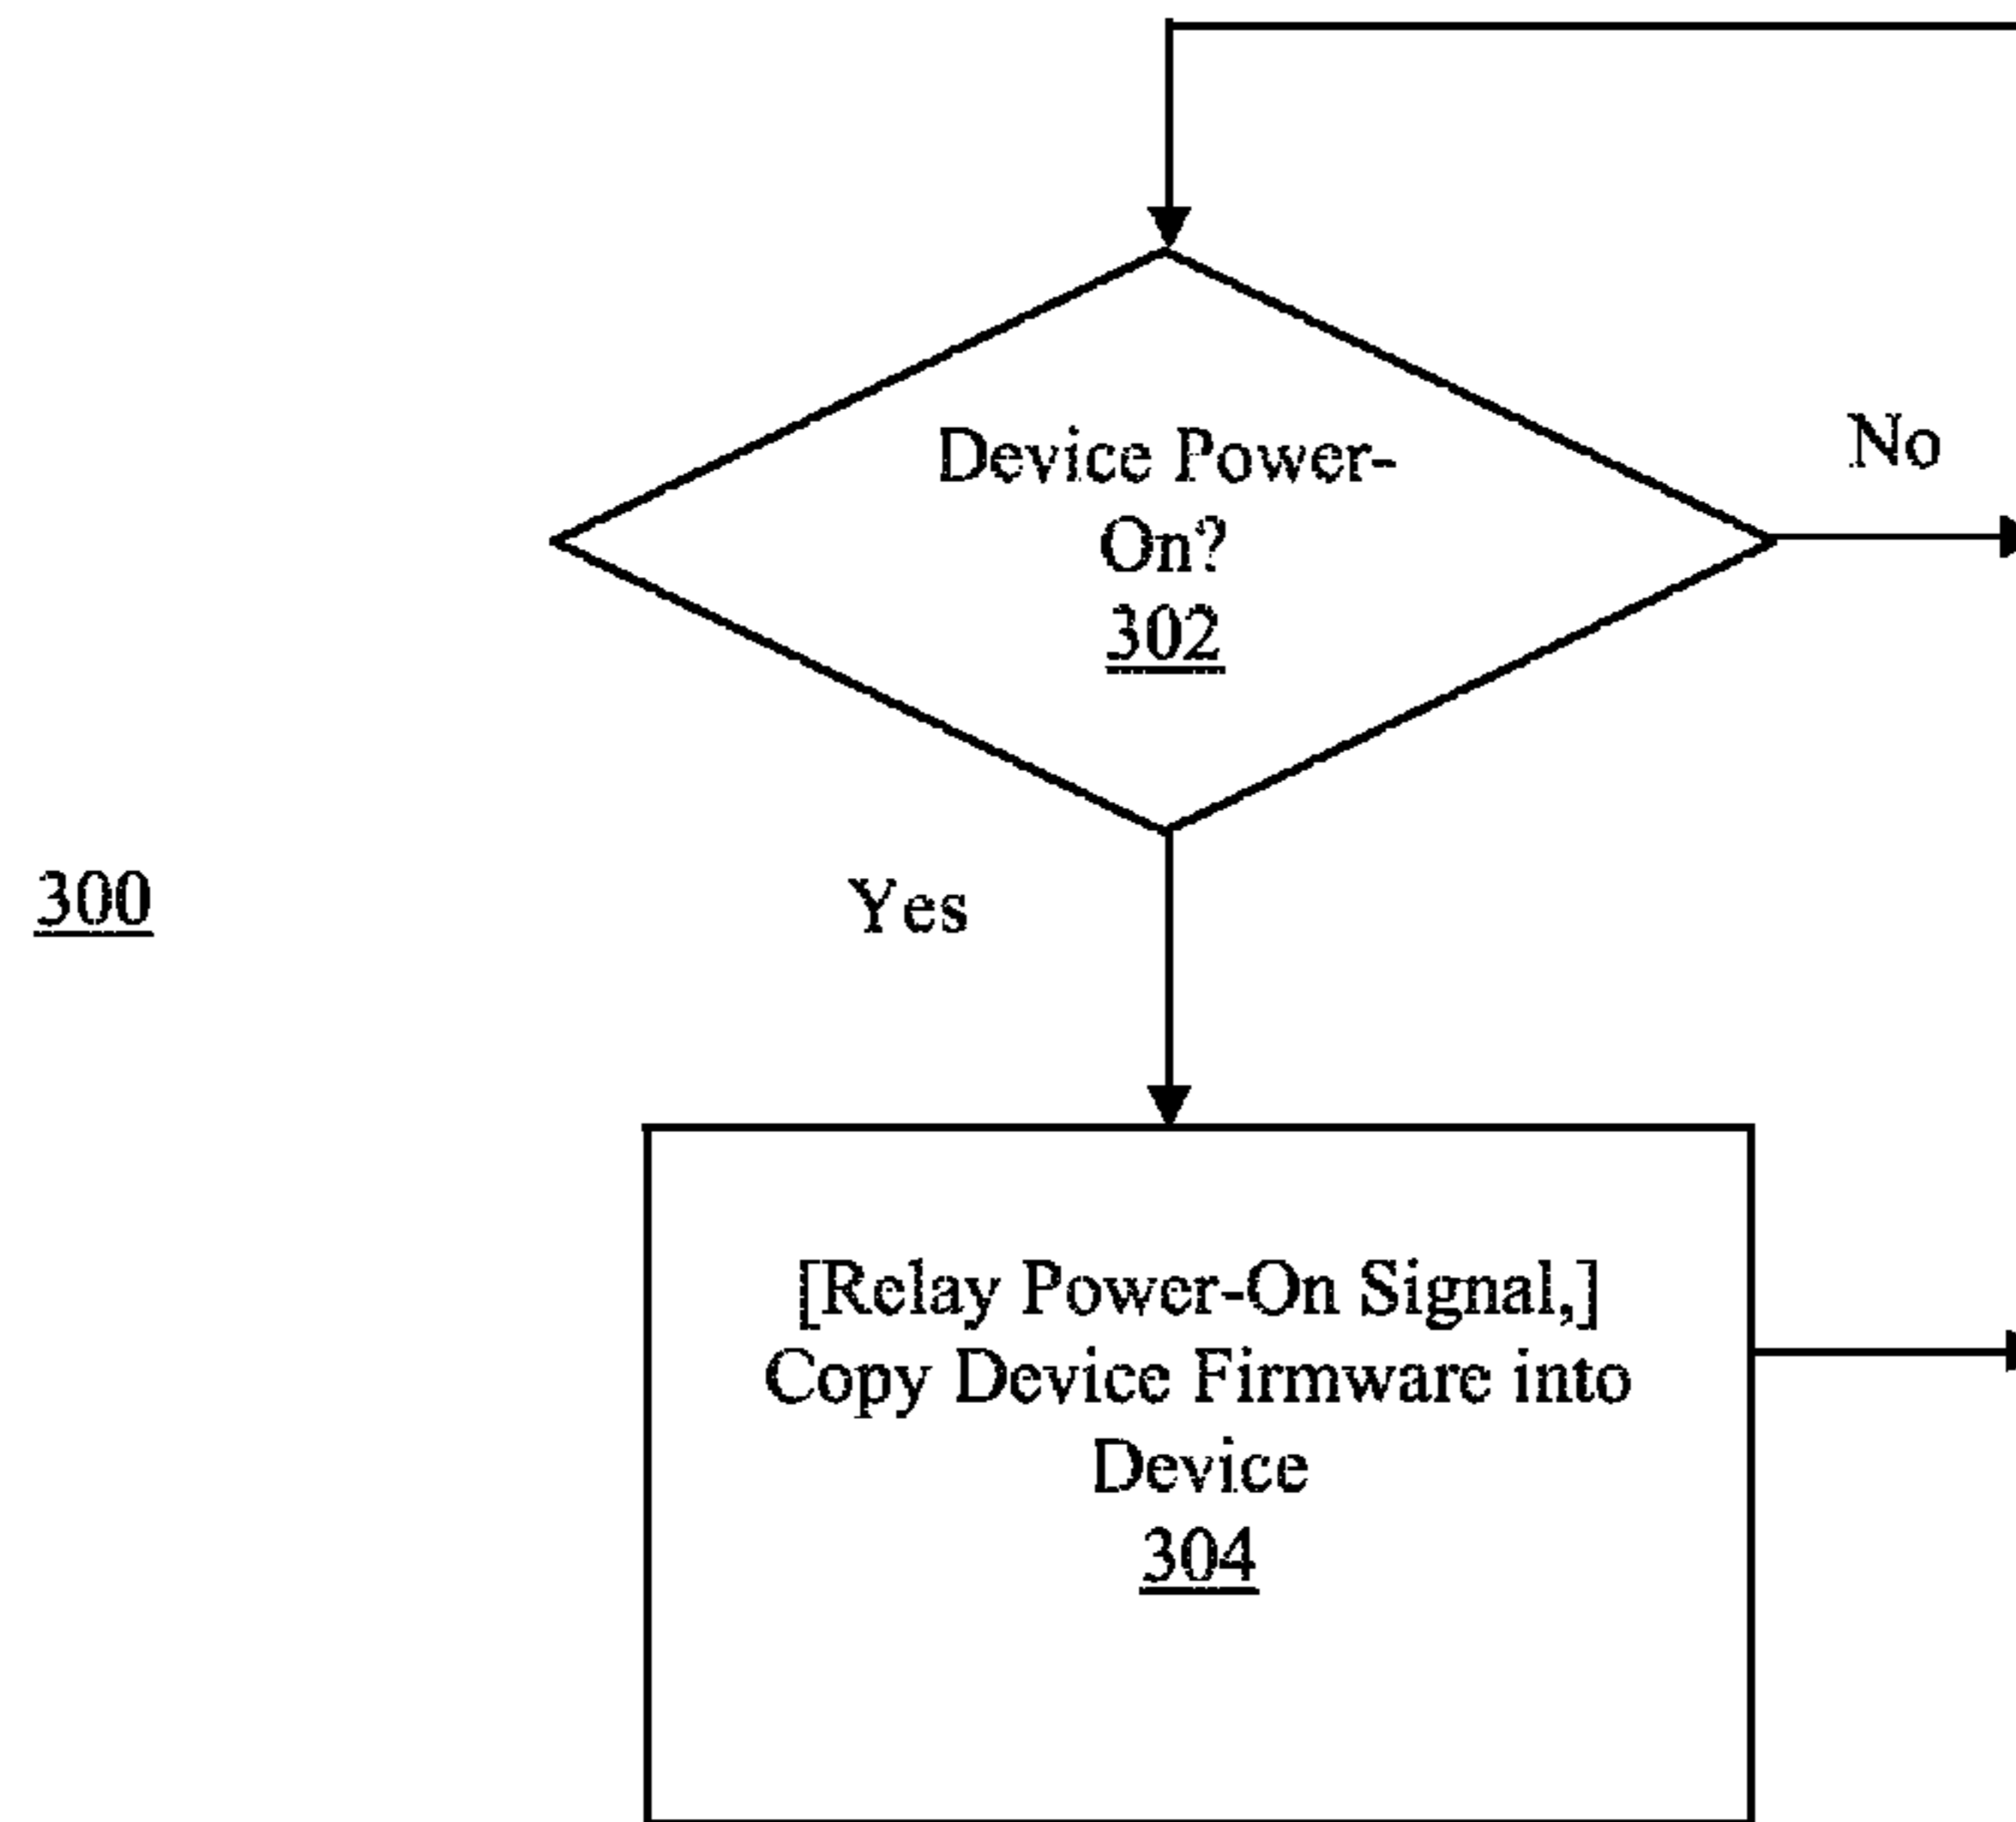 Device Power-
On?
302
No
Yes
300
[Relay Power-On Signal,]
Copy Device Firmware into
Device
304